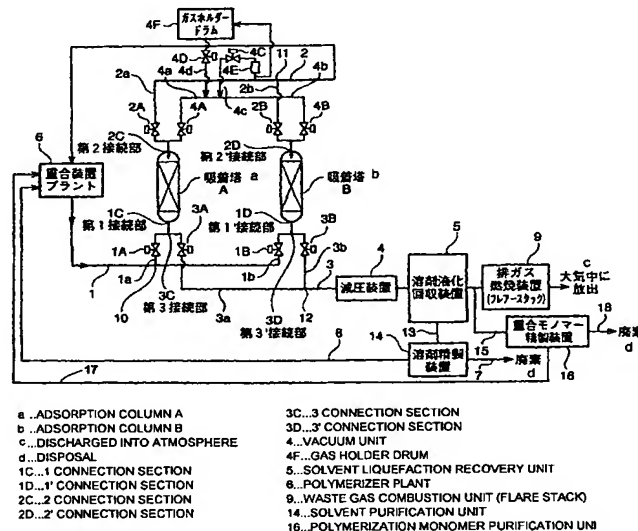 4F
ガスホルダー
ドラム
4C
4D
4d
4E
11
2
2a
4a
4A
4c
2b
4b
2A
2B
4B
6
重合装置
プラント
第2接続部
2C
2D
第2'接続部
吸着塔
A
a
吸着塔
B
b
第1接続部
1C
3A
1D
第1'接続部
3B
1A
1a
1B
1b
3b
1
10
3C
第3接続部
3a
3D
第3'接続部
12
3
4
減圧装置
5
溶剤液化
回収装置
9
排ガス
燃焼装置
(フレアースタック)
c
大気中に
放出
13
14
溶剤精製
装置
7
廃棄
d
15
重合モノマー
精製装置
16
18
廃棄
d
8
17
a ..ADSORPTION COLUMN A
b ..ADSORPTION COLUMN B
c ...DISCHARGED INTO ATMOSPHERE
d ...DISPOSAL
1C...1 CONNECTION SECTION
1D...1' CONNECTION SECTION
2C...2 CONNECTION SECTION
2D...2' CONNECTION SECTION
3C...3 CONNECTION SECTION
3D...3' CONNECTION SECTION
4...VACUUM UNIT
4F...GAS HOLDER DRUM
5...SOLVENT LIQUEFACTION RECOVERY UNIT
6...POLYMERIZER PLANT
9...WASTE GAS COMBUSTION UNIT (FLARE STACK)
14...SOLVENT PURIFICATION UNIT
16...POLYMERIZATION MONOMER PURIFICATION UNI